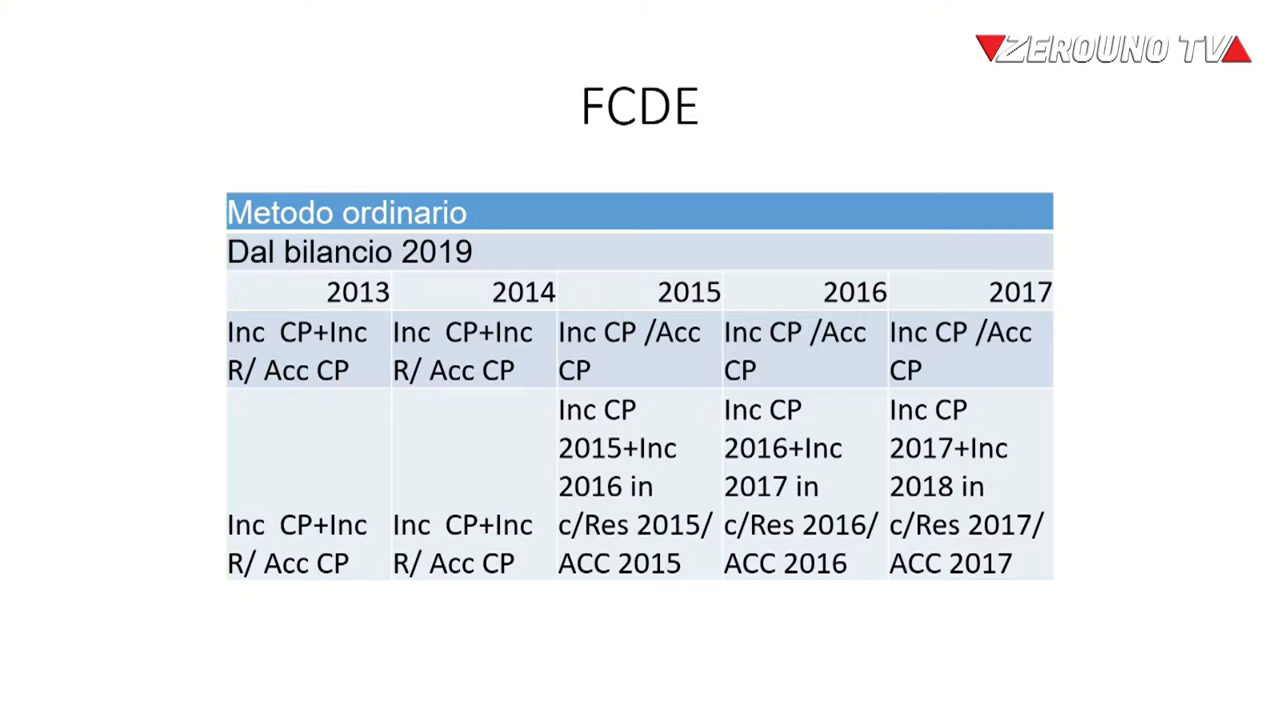 ZEROUNO TV
FCDE
Metodo ordinario
Dal bilancio 2019
2013 2014 2015 2016 2017
Inc CP+Inc R/ Acc CP
Inc CP+Inc R/ Acc CP
Inc CP /Acc CP
Inc CP /Acc CP
Inc CP /Acc CP
Inc CP+Inc R/ Acc CP
Inc CP+Inc R/ Acc CP
Inc CP 2015+Inc 2016 in c/Res 2015/ ACC 2015
Inc CP 2016+Inc 2017 in c/Res 2016/ ACC 2016
Inc CP 2017+Inc 2018 in c/Res 2017/ ACC 2017